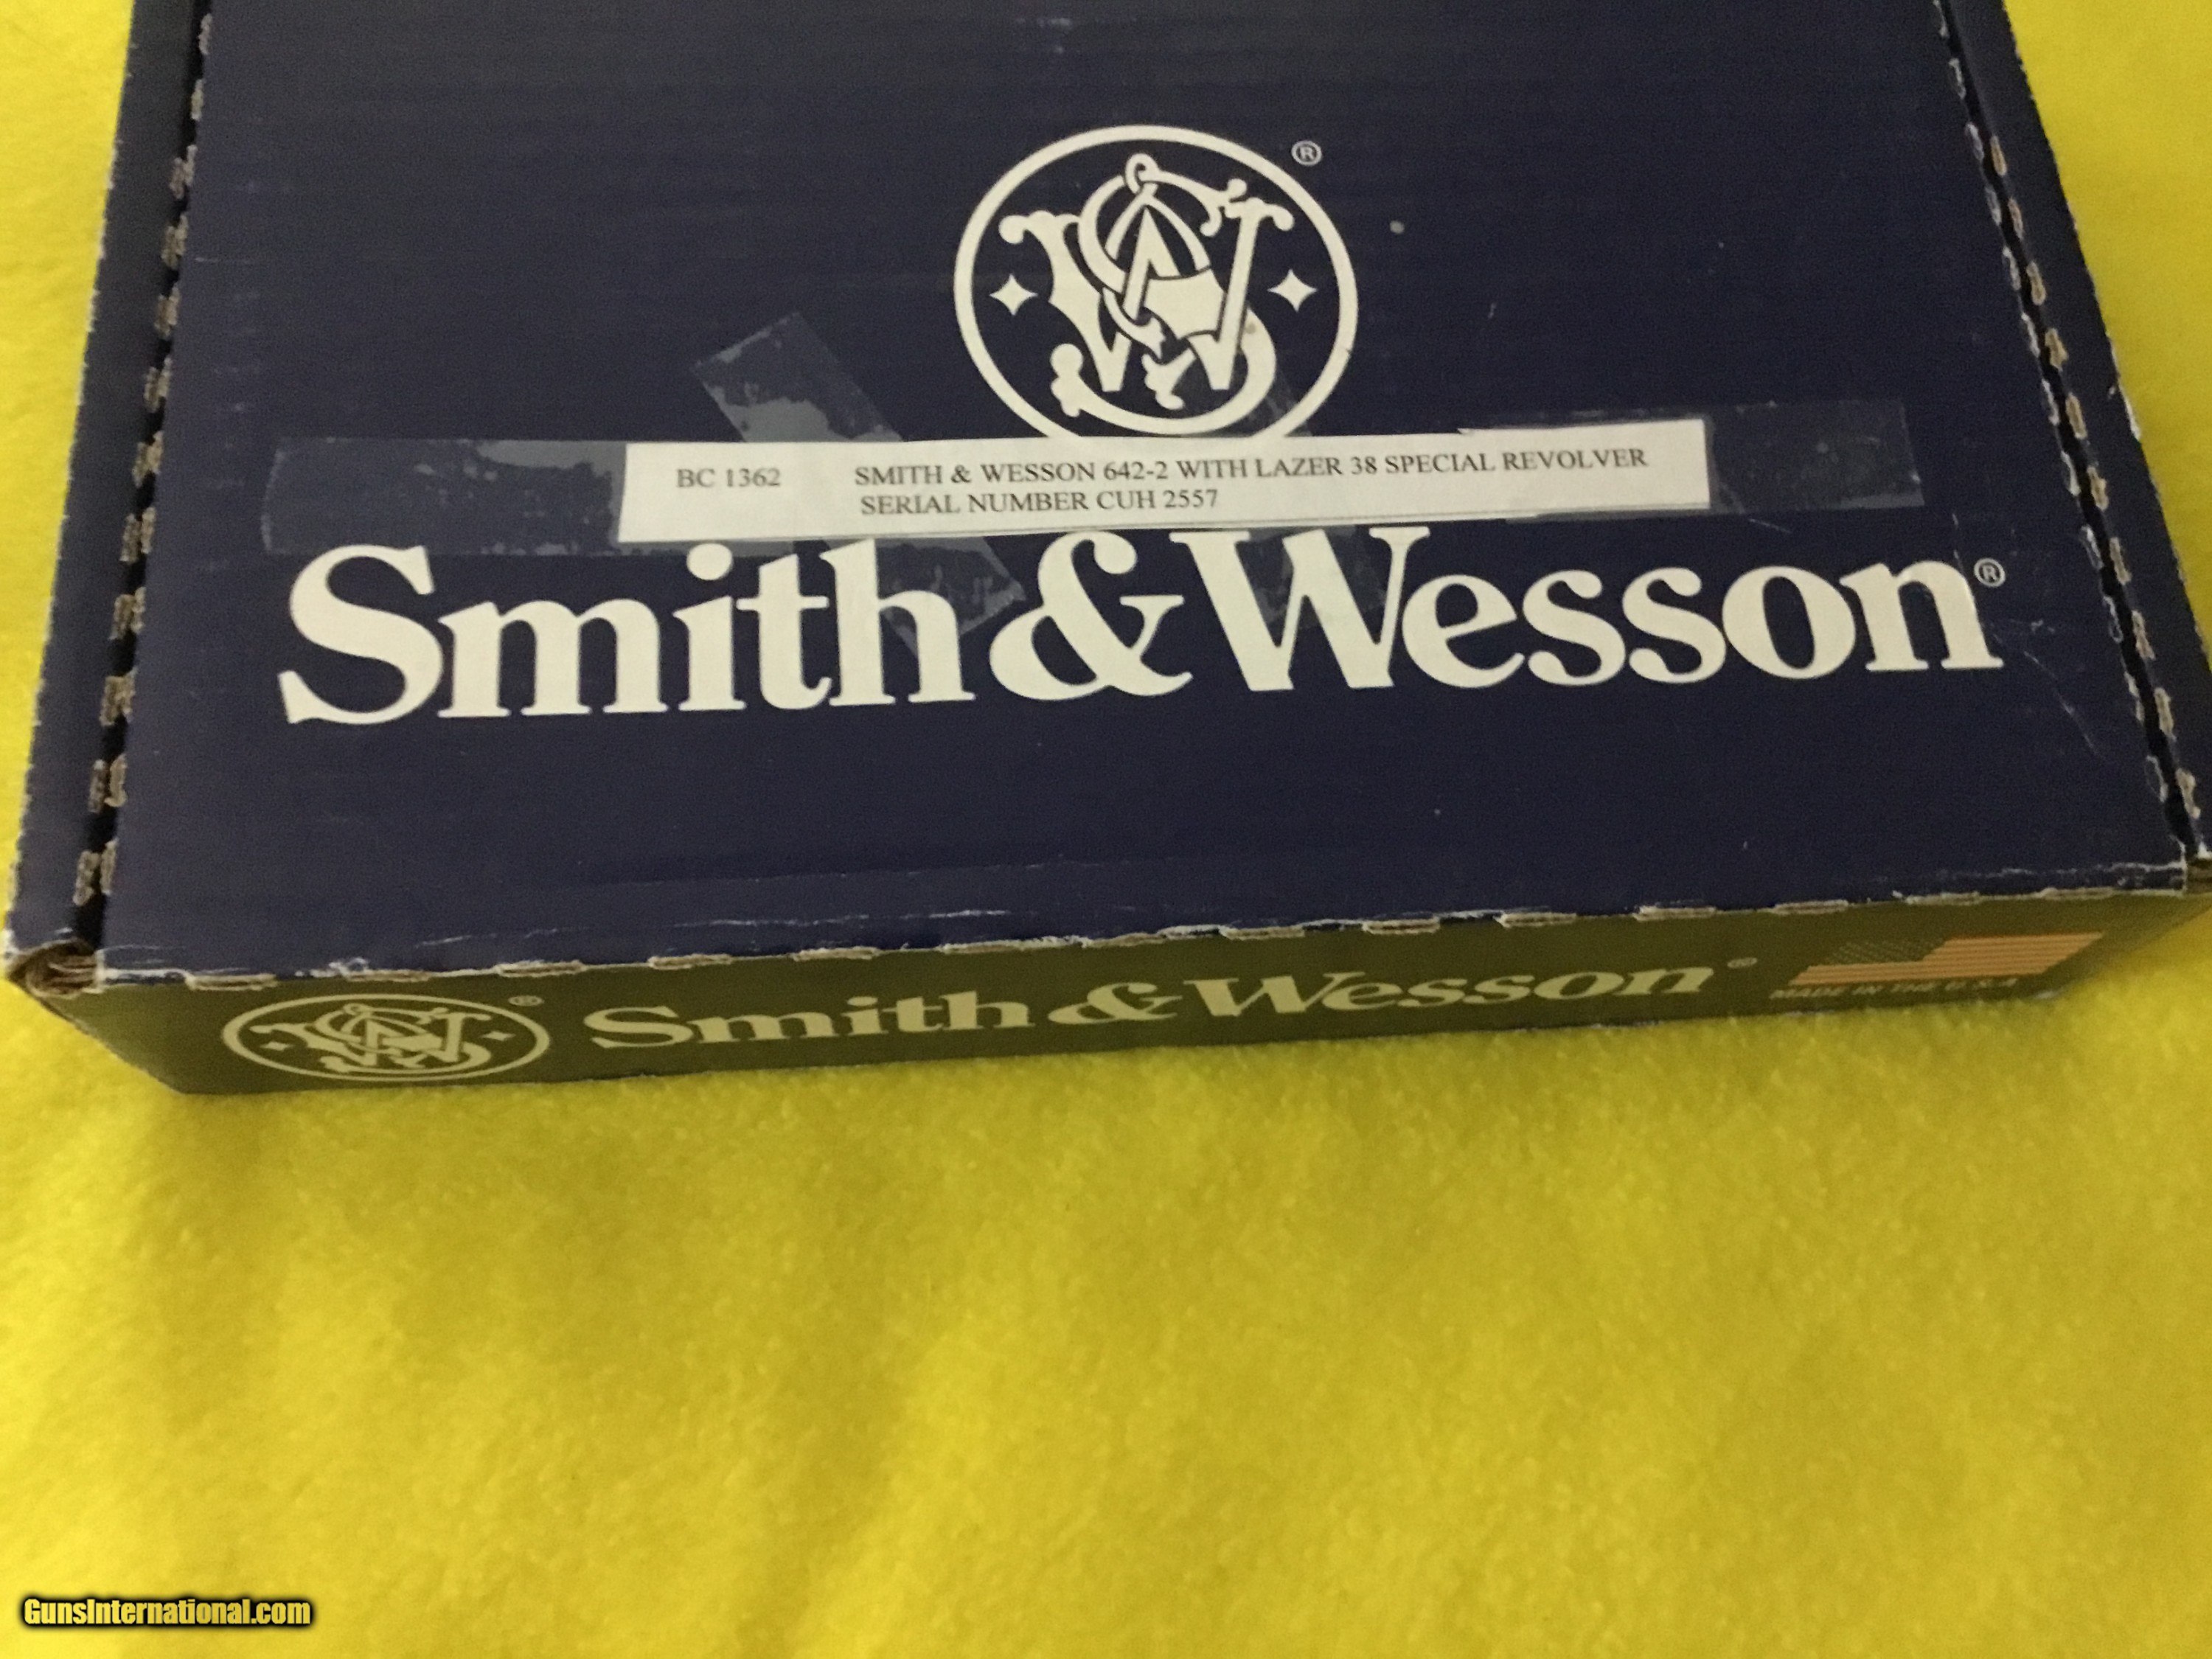 ®
BC 1362 SMITH & WESSON 642-2 WITH LAZER 38 SPECIAL REVOLVER
SERIAL NUMBER CUH 2557
Smith & Wesson®
Smith & Wesson®
MADE IN THE U.S.A
GunsInternational.com